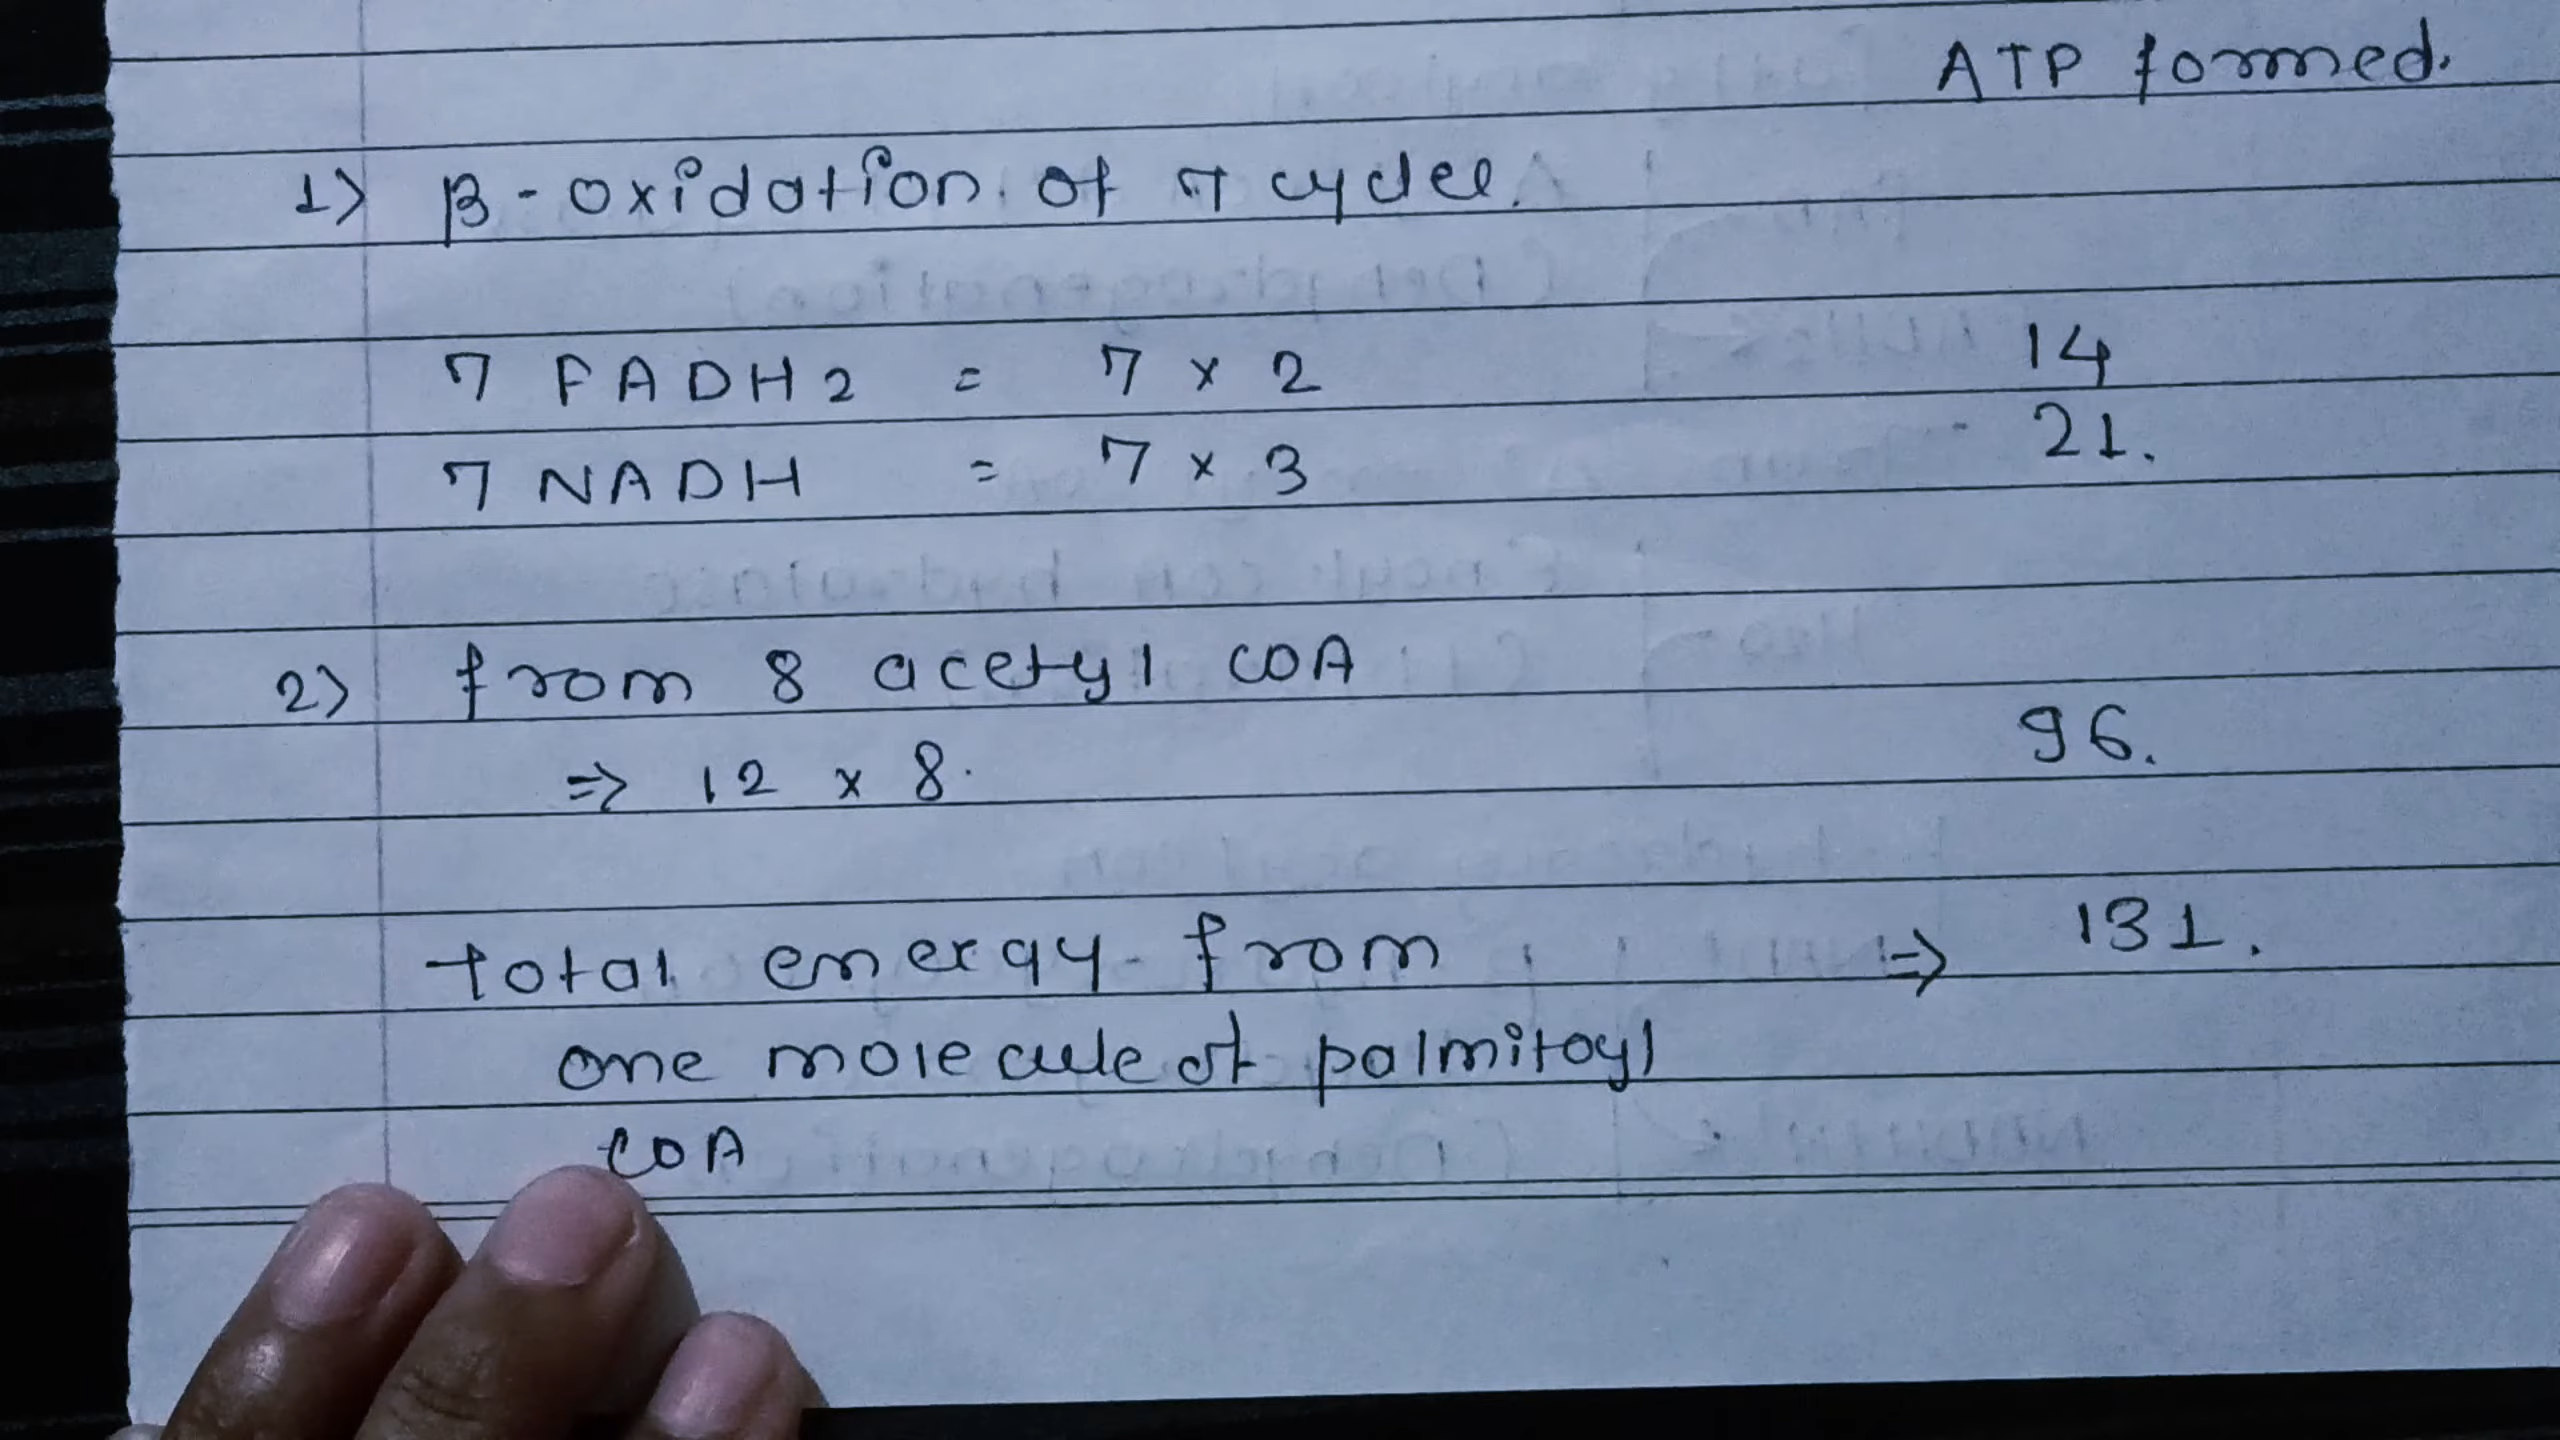 ATP formed.
1) β-oxidation of 7 cycle.
7 FADH2 = 7 x 2 14
7 NADH = 7 x 3 21.
2) from 8 acetyl COA
=> 12 x 8. 96.
total energy from => 131.
one molecule of palmitoyl
COA